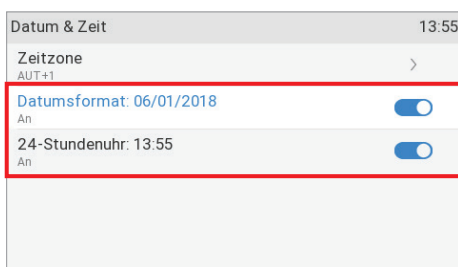 Datum & Zeit 13:55
Zeitzone
AUT+1
Datumsformat: 06/01/2018
An
24-Stundenuhr: 13:55
An